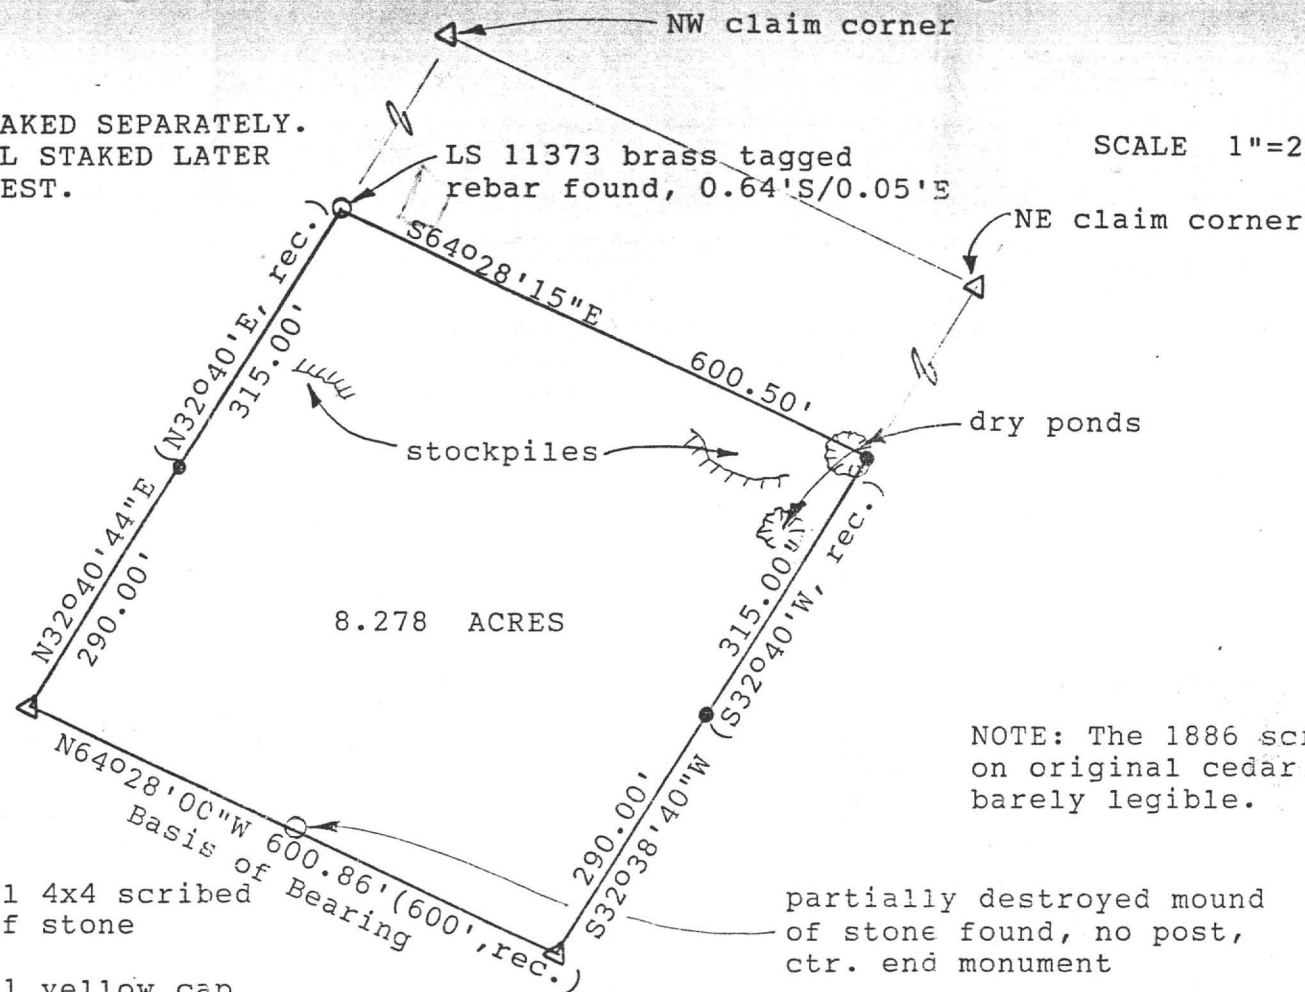 NW claim corner
AKED SEPARATELY.
L STAKED LATER
EST.
SCALE 1"=2
LS 11373 brass tagged
rebar found, 0.64'S/0.05'E
NE claim corner
S64°28'15"E
600.50'
(N32°40'E, rec.)
315.00'
stockpiles
dry ponds
N32°40'44"E
290.00'
8.278 ACRES
315.00"
(S32°40'W, rec.)
290.00'
S32°38'40"W
NOTE: The 1886
on original cedar
barely legible.
N64°28'00"W 600.86'(600',rec.)
Basis of Bearing
1 4x4 scribed
f stone
partially destroyed mound
of stone found, no post,
ctr. end monument
1 yellow cap